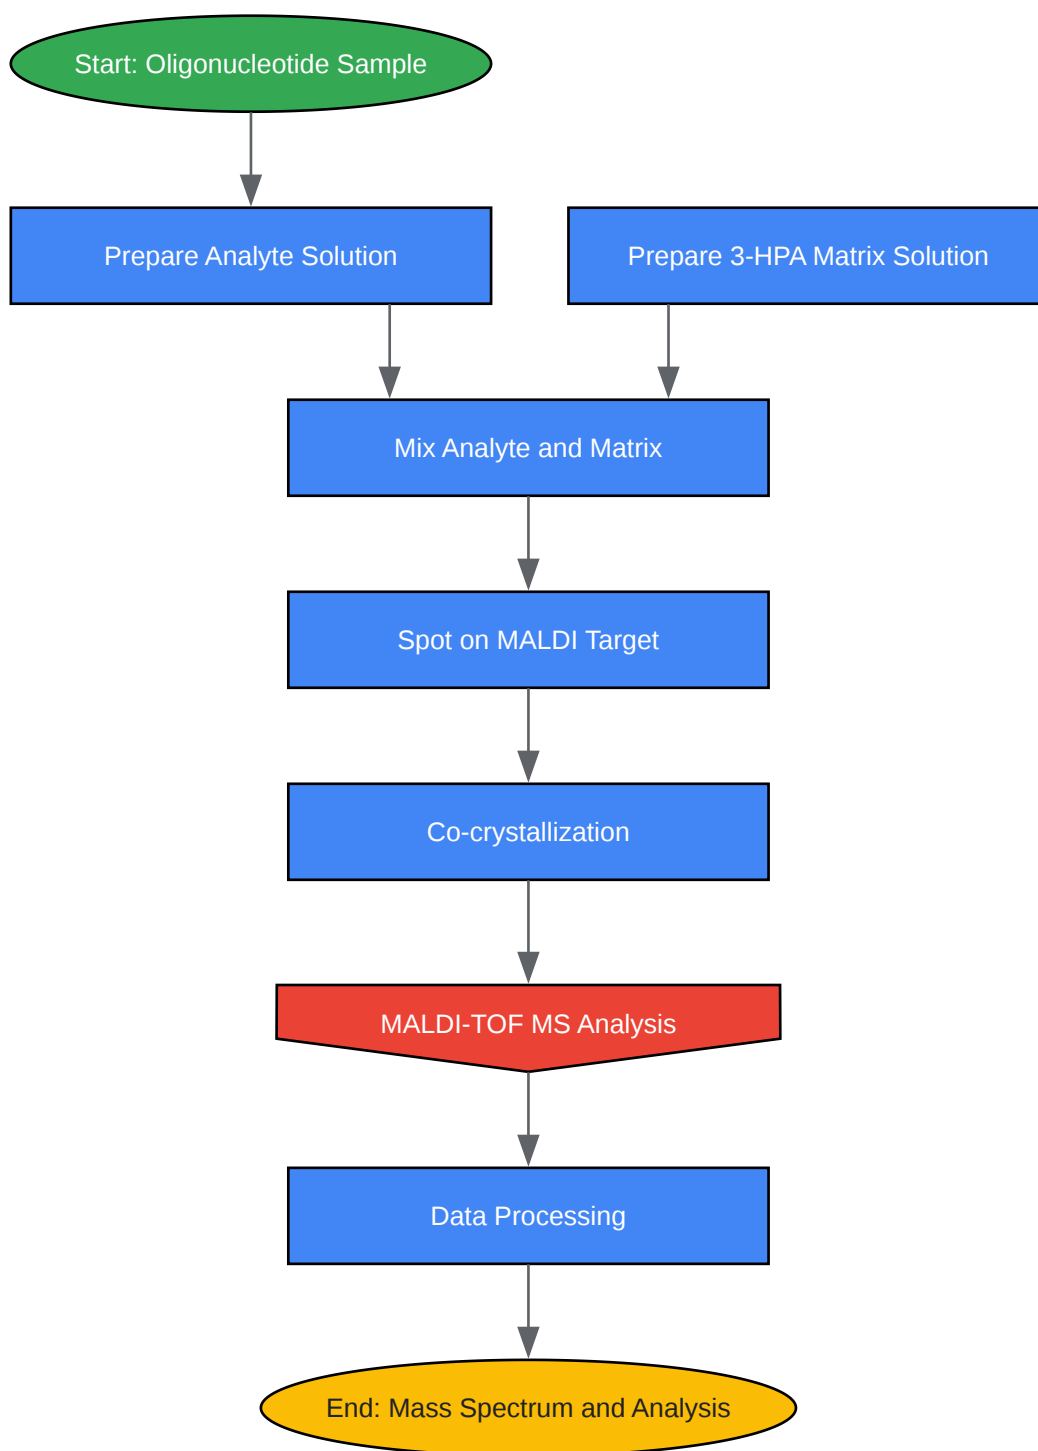 Start: Oligonucleotide Sample
Prepare Analyte Solution
Prepare 3-HPA Matrix Solution
Mix Analyte and Matrix
Spot on MALDI Target
Co-crystallization
MALDI-TOF MS Analysis
Data Processing
End: Mass Spectrum and Analysis